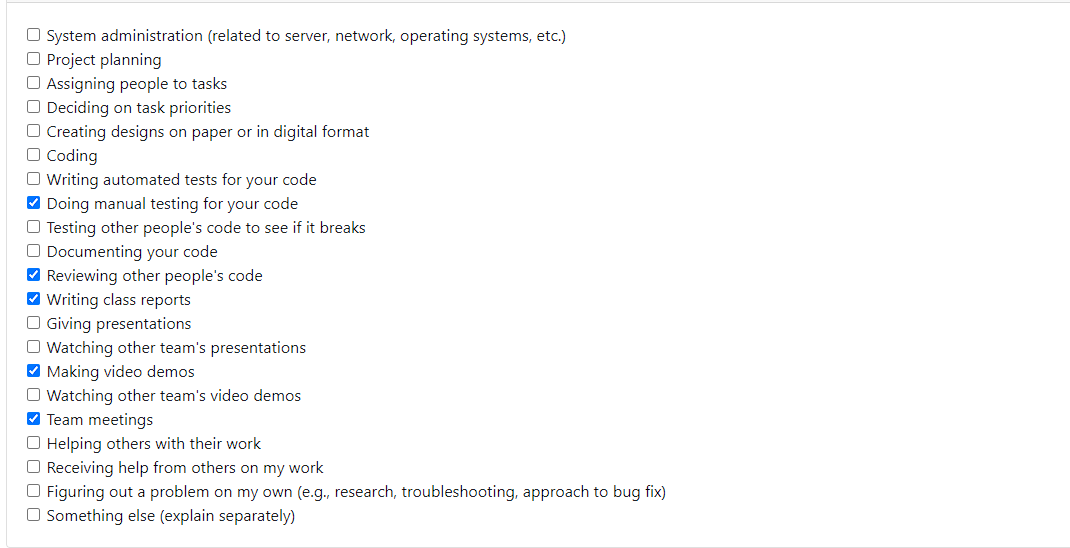 System administration (related to server, network, operating systems, etc.)
Project planning
Assigning people to tasks
Deciding on task priorities
Creating designs on paper or in digital format
Coding
Writing automated tests for your code
Doing manual testing for your code
Testing other people's code to see if it breaks
Documenting your code
Reviewing other people's code
Writing class reports
Giving presentations
Watching other team's presentations
Making video demos
Watching other team's video demos
Team meetings
Helping others with their work
Receiving help from others on my work
Figuring out a problem on my own (e.g., research, troubleshooting, approach to bug fix)
Something else (explain separately)